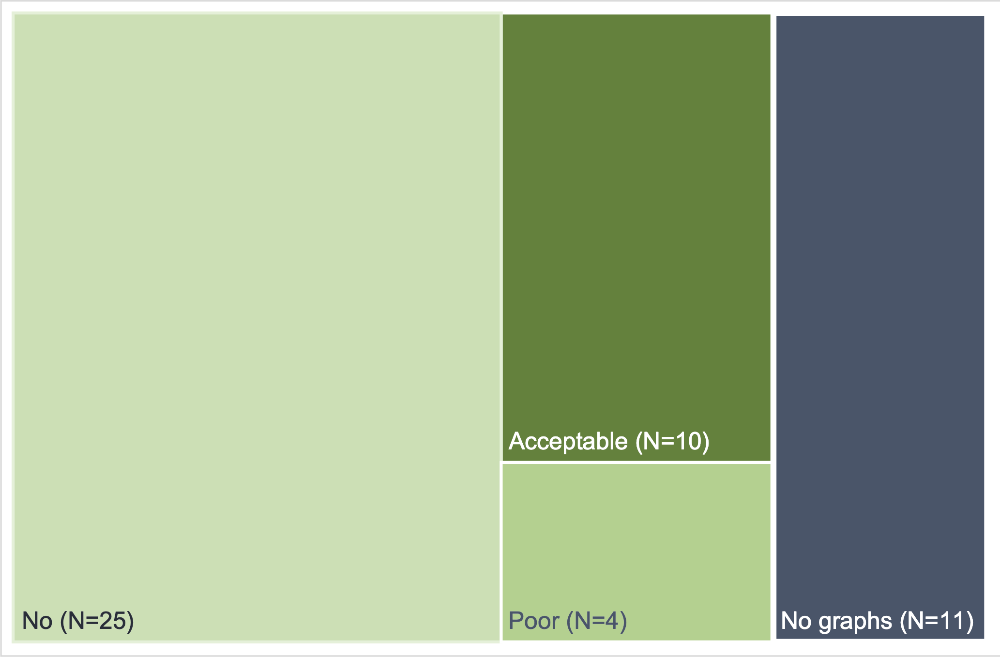 Acceptable (N=10)
No (N=25)
Poor (N=4)
No graphs (N=11)